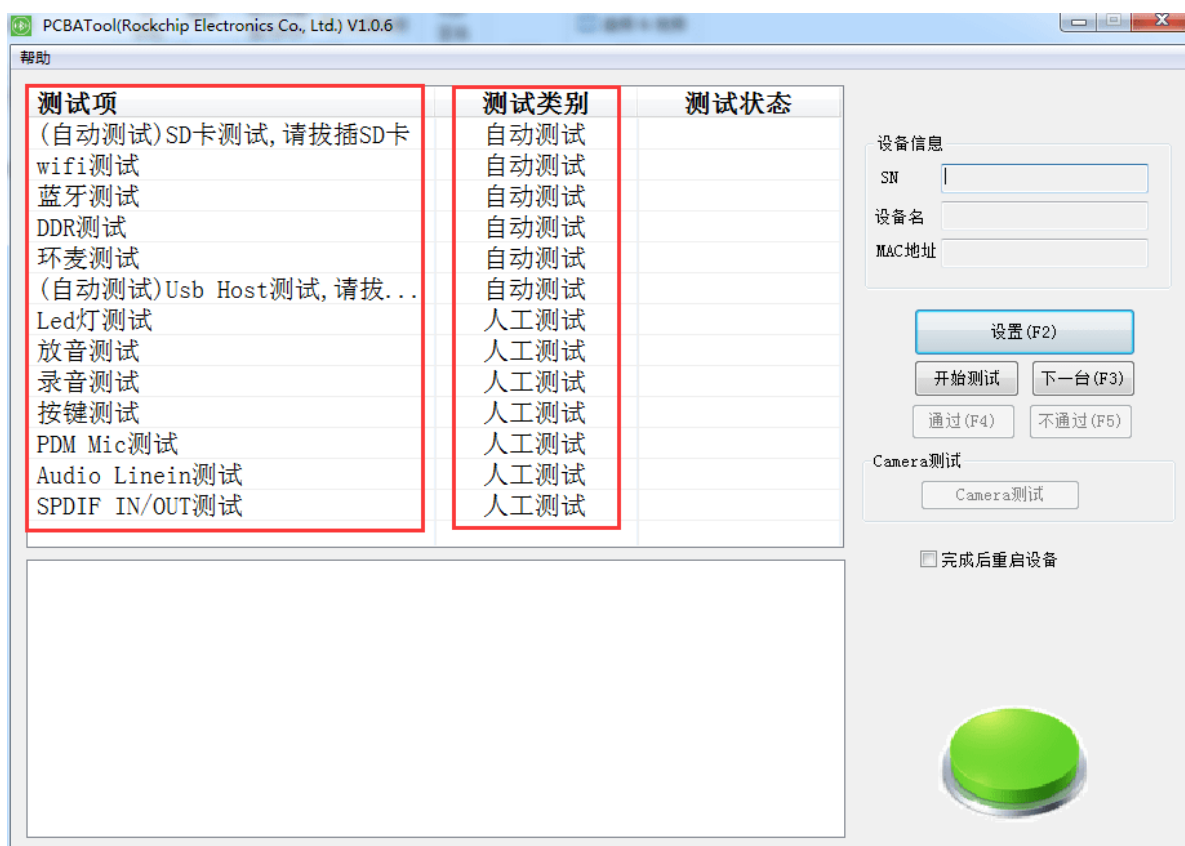 PCBATool(Rockchip Electronics Co., Ltd.) V1.0.6
帮助
测试项 测试类别 测试状态
(自动测试)SD卡测试,请拔插SD卡 自动测试
wifi测试 自动测试
蓝牙测试 自动测试
DDR测试 自动测试
环麦测试 自动测试
(自动测试)Usb Host测试,请拔... 自动测试
Led灯测试 人工测试
放音测试 人工测试
录音测试 人工测试
按键测试 人工测试
PDM Mic测试 人工测试
Audio Linein测试 人工测试
SPDIF IN/OUT测试 人工测试
设备信息
SN
设备名
MAC地址
设置(F2)
开始测试 下一台(F3)
通过(F4) 不通过(F5)
Camera测试
Camera测试
完成后重启设备